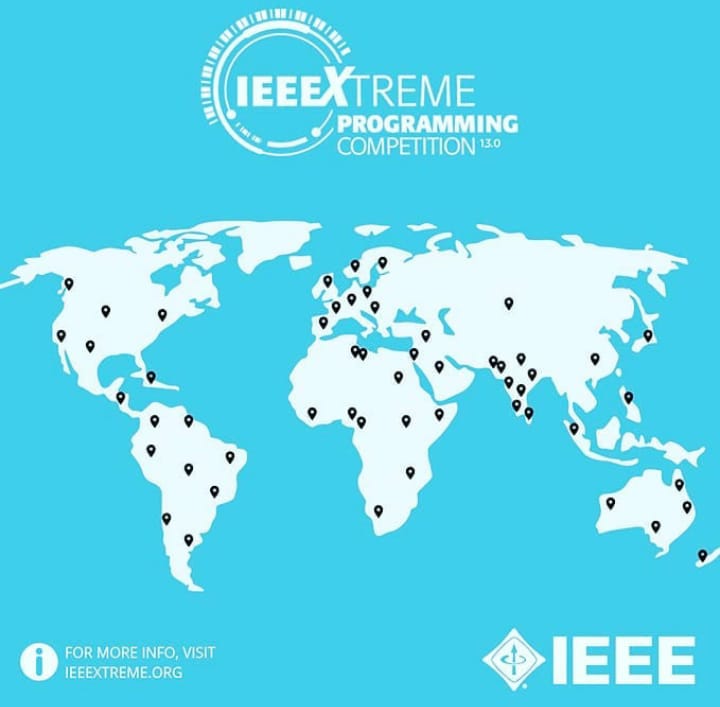 IEEEXTREME
PROGRAMMING
COMPETITION 13.0
FOR MORE INFO, VISIT
IEEEXTREME.ORG
IEEE